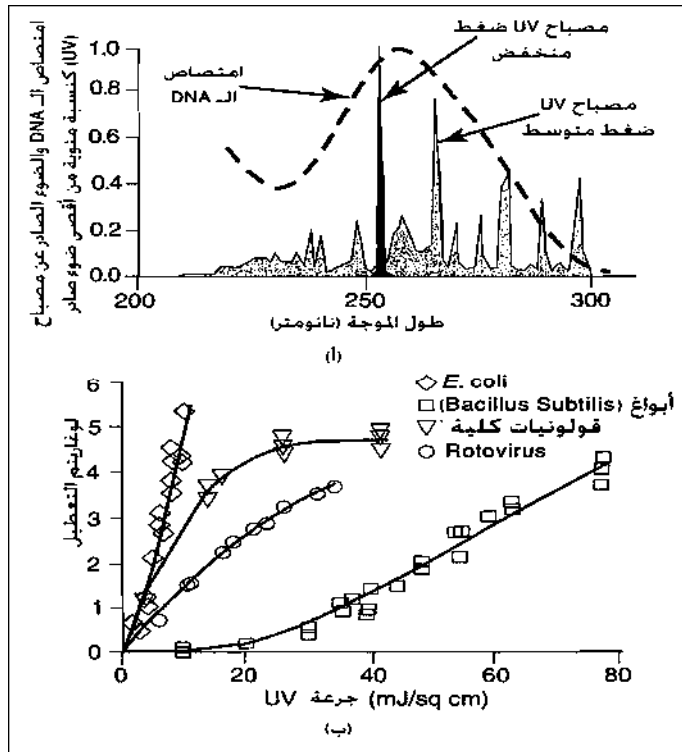 امتصاص الـ DNA والضوء الصادر عن مصباح
(UV) كنسبة مئوية من أقصى ضوء صادر
1.0
0.8
0.6
0.4
0.2
0.0
امتصاص
الـ DNA
مصباح UV ضغط
منخفض
مصباح UV
ضغط متوسط
200
250
300
طول الموجة (نانومتر)
(أ)
لوغاريتم التعطيل
6
5
4
3
2
1
0
E. coli
أبواغ (Bacillus Subtilis)
قولونيات كلية
Rotovirus
0
20
40
60
80
جرعة UV (mJ/sq cm)
(ب)